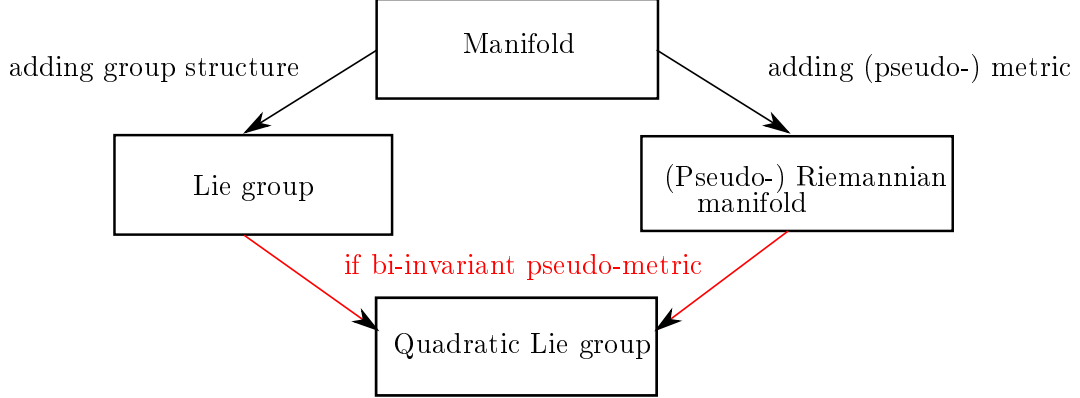 Manifold
adding group structure
adding (pseudo-) metric
Lie group
(Pseudo-) Riemannian
manifold
if bi-invariant pseudo-metric
Quadratic Lie group